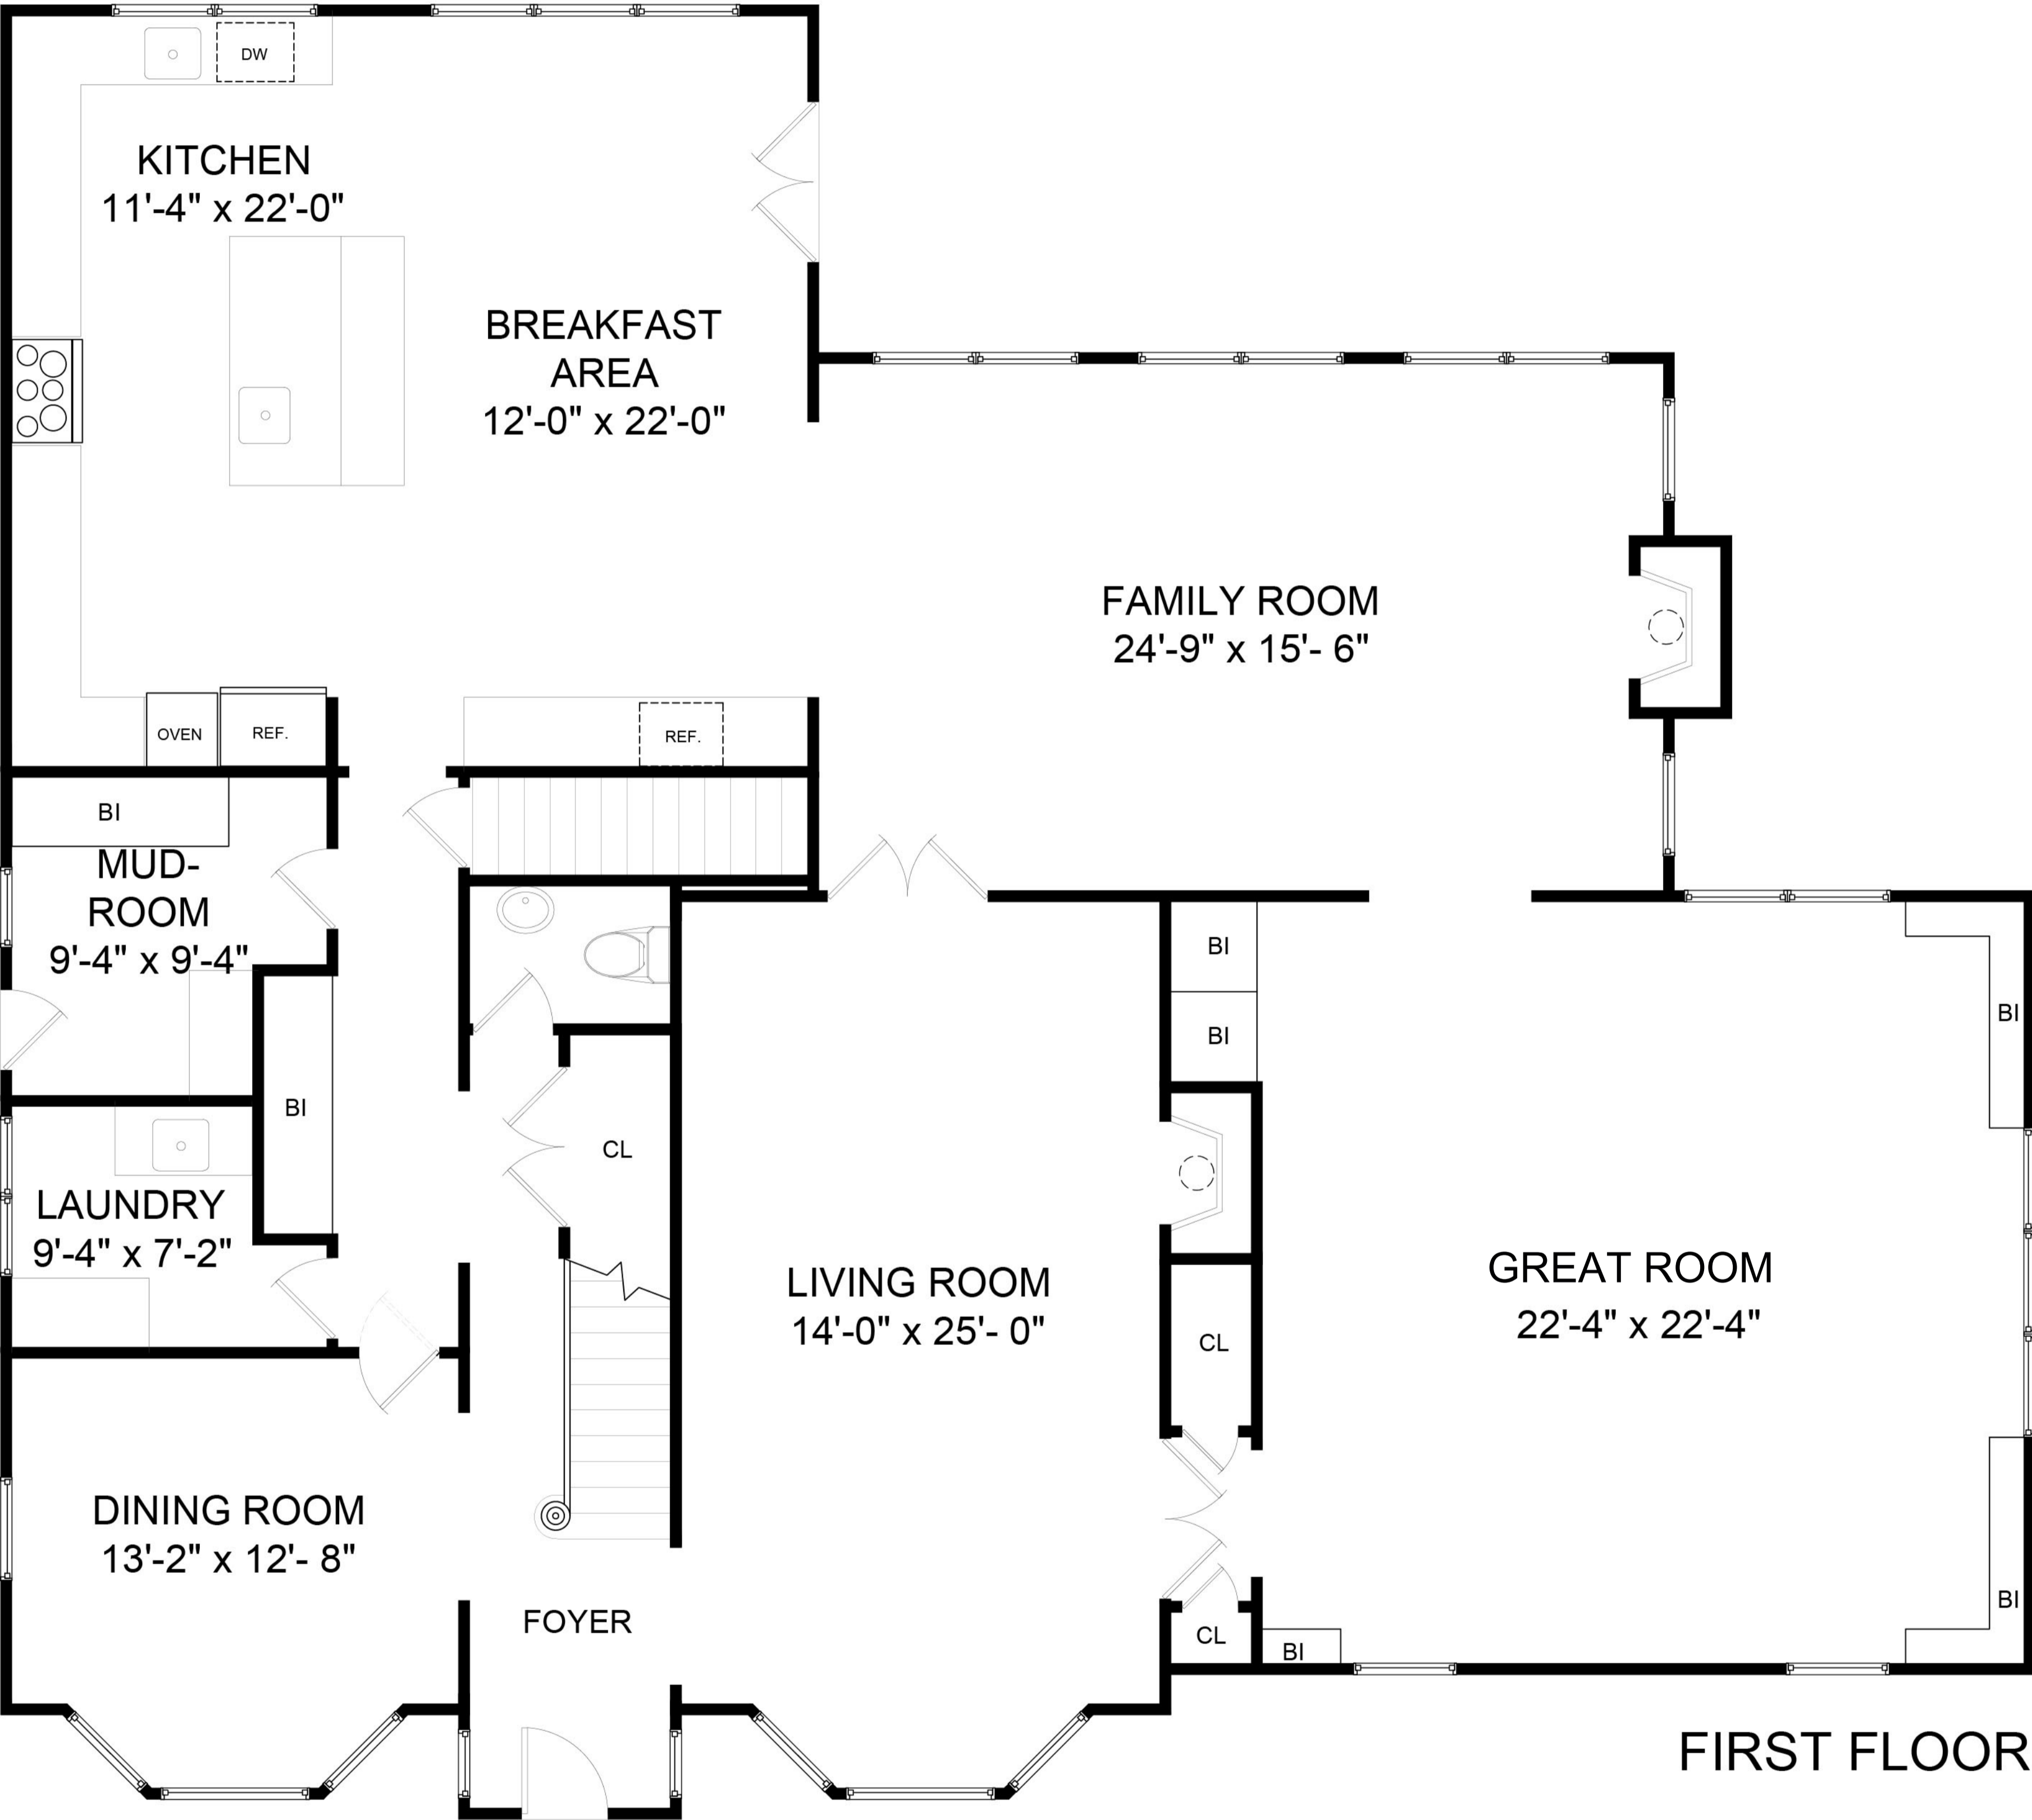 DW
KITCHEN
11'-4" x 22'-0"
BREAKFAST
AREA
12'-0" x 22'-0"
FAMILY ROOM
24'-9" x 15'- 6"
OVEN
REF.
REF.
BI
MUD-
ROOM
9'-4" x 9'-4"
BI
BI
BI
BI
CL
LAUNDRY
9'-4" x 7'-2"
LIVING ROOM
14'-0" x 25'- 0"
GREAT ROOM
22'-4" x 22'-4"
CL
DINING ROOM
13'-2" x 12'- 8"
FOYER
CL
BI
BI
FIRST FLOOR